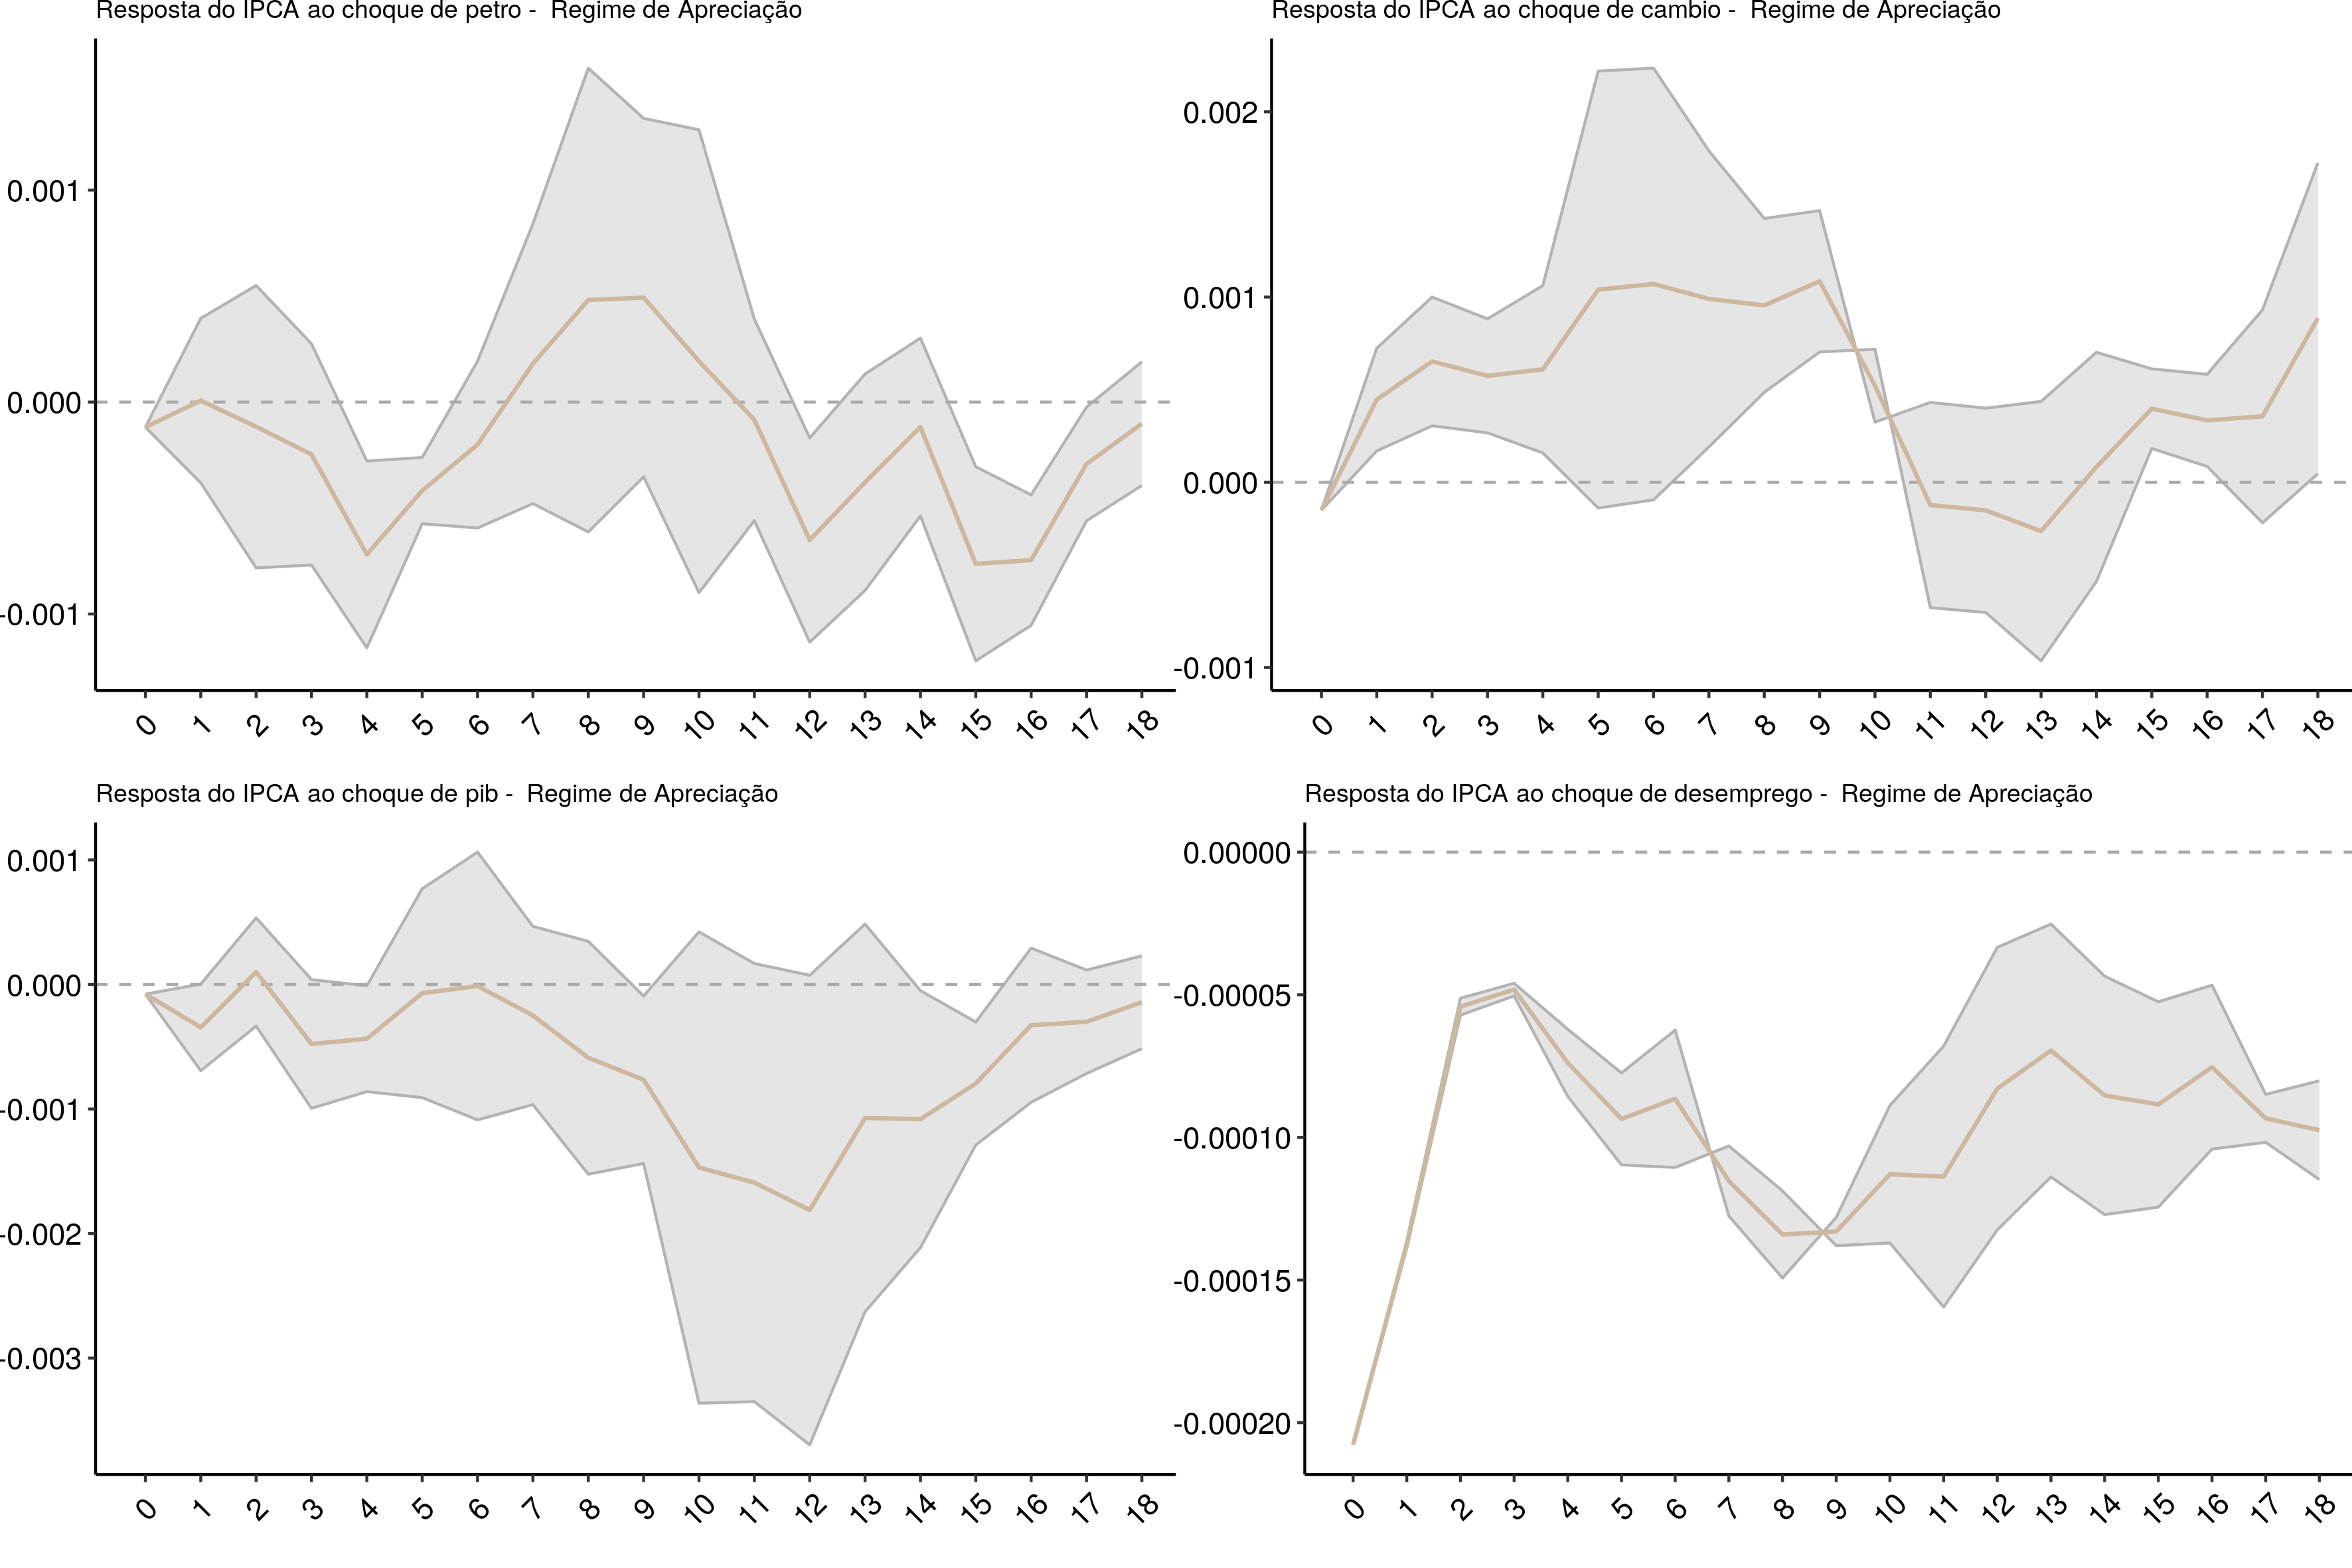 Resposta do IPCA ao choque de petro -  Regime de Apreciação
0.001
0.000
-0.001
0 1 2 3 4 5 6 7 8 9 10 11 12 13 14 15 16 17 18
Resposta do IPCA ao choque de cambio -  Regime de Apreciação
0.002
0.001
0.000
-0.001
0 1 2 3 4 5 6 7 8 9 10 11 12 13 14 15 16 17 18
Resposta do IPCA ao choque de pib -  Regime de Apreciação
0.001
0.000
-0.001
-0.002
-0.003
0 1 2 3 4 5 6 7 8 9 10 11 12 13 14 15 16 17 18
Resposta do IPCA ao choque de desemprego -  Regime de Apreciação
0.00000
-0.00005
-0.00010
-0.00015
-0.00020
0 1 2 3 4 5 6 7 8 9 10 11 12 13 14 15 16 17 18